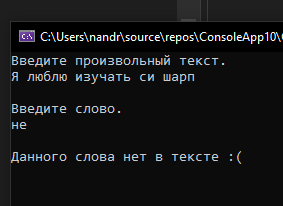 C:\Users\nandr\source\repos\ConsoleApp10\
Введите произвольный текст.
Я люблю изучать си шарп
Введите слово.
не
Данного слова нет в тексте :(